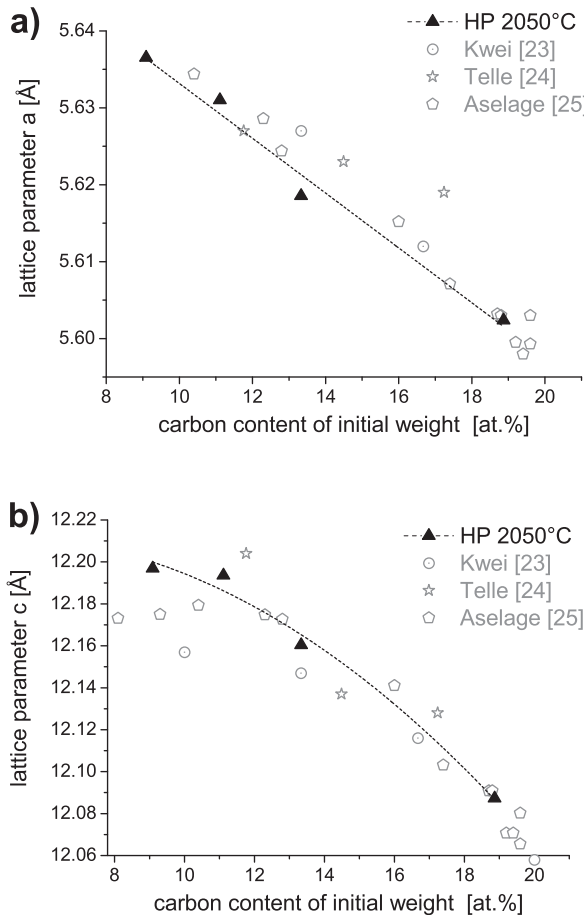 a)
5.64
5.63
5.62
5.61
5.60
lattice parameter a [Å]
HP 2050°C
Kwei [23]
Telle [24]
Aselage [25]
8 10 12 14 16 18 20
carbon content of initial weight [at.%]
b)
12.22
12.20
12.18
12.16
12.14
12.12
12.10
12.08
12.06
lattice parameter c [Å]
HP 2050°C
Kwei [23]
Telle [24]
Aselage [25]
8 10 12 14 16 18 20
carbon content of initial weight [at.%]